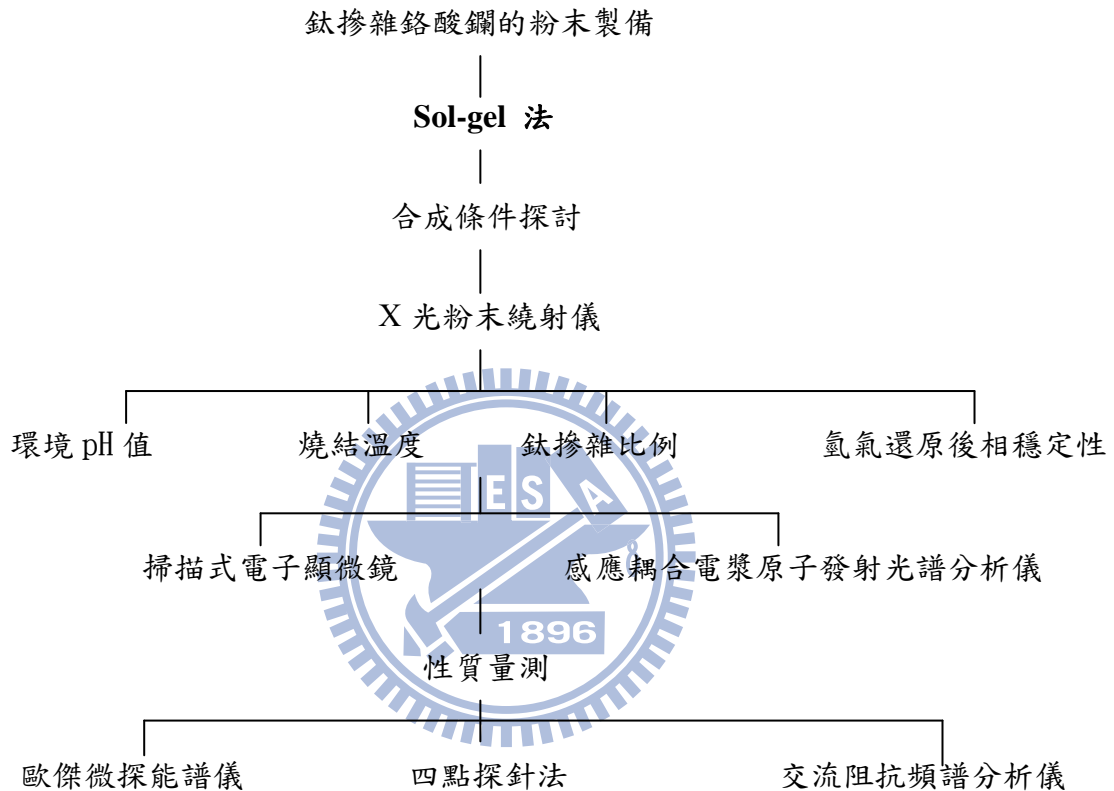 鈦摻雜鉻酸鑭的粉末製備
Sol-gel 法
合成條件探討
X 光粉末繞射儀
環境 pH 值 燒結溫度 鈦摻雜比例 氫氣還原後相穩定性
E S A
掃描式電子顯微鏡 感應耦合電漿原子發射光譜分析儀
1896
性質量測
歐傑微探能譜儀 四點探針法 交流阻抗頻譜分析儀